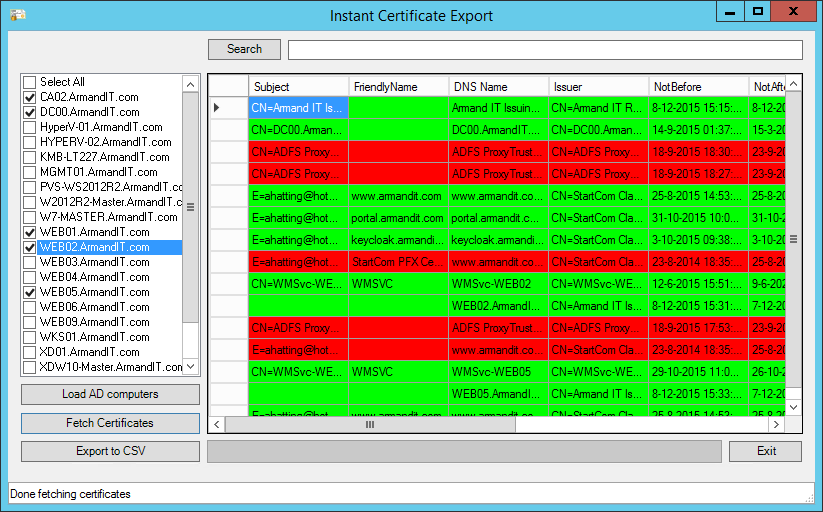 Instant Certificate Export
Search
Select All
CA02.ArmandIT.com
DC00.ArmandIT.com
HyperV-01.ArmandIT.com
HYPERV-02.ArmandIT.com
KMB-LT227.ArmandIT.com
MGMT01.ArmandIT.com
PVS-WS2012R2.ArmandIT.c
W2012R2-Master.ArmandIT.c
W7-MASTER.ArmandIT.com
WEB01.ArmandIT.com
WEB02.ArmandIT.com
WEB03.ArmandIT.com
WEB04.ArmandIT.com
WEB05.ArmandIT.com
WEB06.ArmandIT.com
WEB09.ArmandIT.com
WKS01.ArmandIT.com
XD01.ArmandIT.com
XDW10-Master.ArmandIT.com
Load AD computers
Fetch Certificates
Export to CSV
Subject FriendlyName DNS Name Issuer NotBefore NotAfte
CN=Armand IT Iss... Armand IT Issuin... CN=Armand IT R... 8-12-2015 15:15:... 8-12-20
CN=DC00.Arman... DC00.ArmandIT.... CN=DC00.Arman... 14-9-2015 01:37:... 15-3-20
CN=ADFS Proxy... ADFS ProxyTrust... CN=ADFS Proxy... 18-9-2015 18:30:... 23-9-20
CN=ADFS Proxy... ADFS ProxyTrust... CN=ADFS Proxy... 18-9-2015 18:27:... 23-9-20
E=ahatting@hot... www.armandit.com www.armandit.co... CN=StartCom Cla... 25-8-2015 14:53:... 25-8-20
E=ahatting@hot... portal.armandit.com portal.armandit.c... CN=StartCom Cla... 31-10-2015 10:0... 31-10-2
E=ahatting@hot... keycloak.armandi... keycloak.armandi... CN=StartCom Cla... 3-10-2015 09:38:... 3-10-20
E=ahatting@hot... StartCom PFX Ce... www.armandit.co... CN=StartCom Cla... 23-8-2014 18:35:... 25-8-20
CN=WMSvc-WE... WMSVC WMSvc-WEB02 CN=WMSvc-WE... 12-6-2015 15:51:... 9-6-202
WEB02.ArmandI... CN=Armand IT Is... 8-12-2015 15:31:... 7-12-20
CN=ADFS Proxy... ADFS ProxyTrust... CN=ADFS Proxy... 18-9-2015 17:53:... 23-9-20
E=ahatting@hot... www.armandit.co... CN=StartCom Cla... 23-8-2014 18:35:... 25-8-20
CN=WMSvc-WE... WMSVC WMSvc-WEB05 CN=WMSvc-WE... 29-10-2015 11:0... 26-10-2
WEB05.ArmandI... CN=Armand IT Is... 8-12-2015 15:33:... 7-12-20
E=ahatting@hot... www.armandit.com www.armandit.co... CN=StartCom Cla... 25-8-2015 14:53:... 25-8-20
Exit
Done fetching certificates